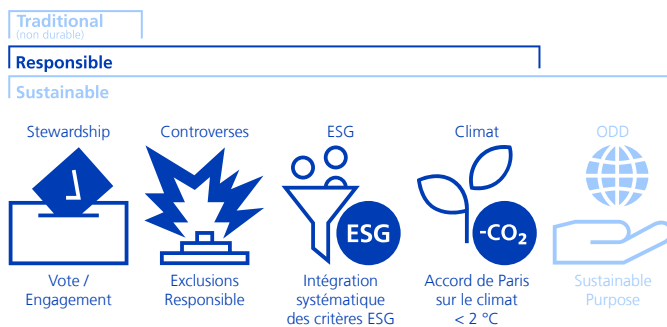 Traditional
(non durable)
Responsible
Sustainable
Stewardship
Controverses
ESG
Climat
ODD
ESG
-CO₂
Vote /
Engagement
Exclusions
Responsible
Intégration
systématique
des critères ESG
Accord de Paris
sur le climat
< 2 °C
Sustainable
Purpose